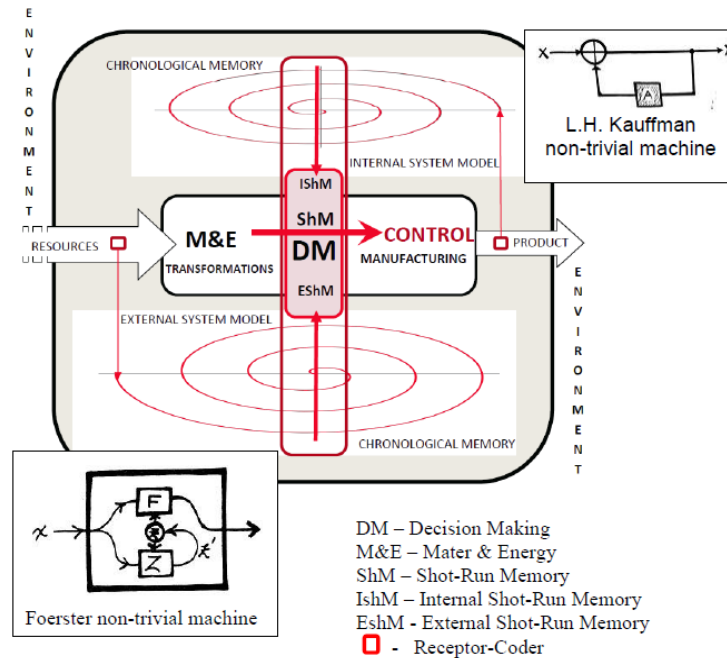 ENVIRONMENT
CHRONOLOGICAL MEMORY
INTERNAL SYSTEM MODEL
X
A
L.H. Kauffman
non-trivial machine
IShM
ShM
DM
EShM
RESOURCES
M&E
TRANSFORMATIONS
CONTROL
MANUFACTURING
PRODUCT
ENVIRONMENT
EXTERNAL SYSTEM MODEL
CHRONOLOGICAL MEMORY
x
F
Z
z'
Foerster non-trivial machine
DM – Decision Making
M&E – Mater & Energy
ShM – Shot-Run Memory
IshM – Internal Shot-Run Memory
EshM - External Shot-Run Memory
- Receptor-Coder